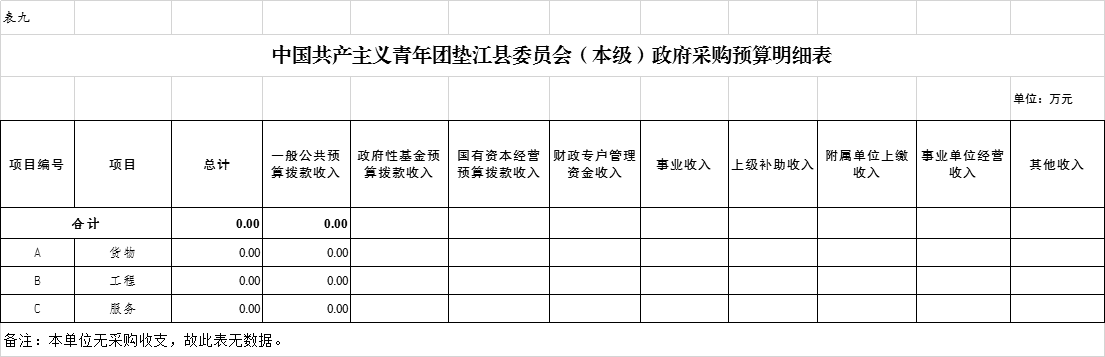 表九
中国共产主义青年团垫江县委员会（本级）政府采购预算明细表
单位：万元
项目编号 项目 总计 一般公共预算拨款收入 政府性基金预算拨款收入 国有资本经营预算拨款收入 财政专户管理资金收入 事业收入 上级补助收入 附属单位上缴收入 事业单位经营收入 其他收入
合计 0.00 0.00
A 货物 0.00 0.00
B 工程 0.00 0.00
C 服务 0.00 0.00
备注：本单位无采购收支，故此表无数据。